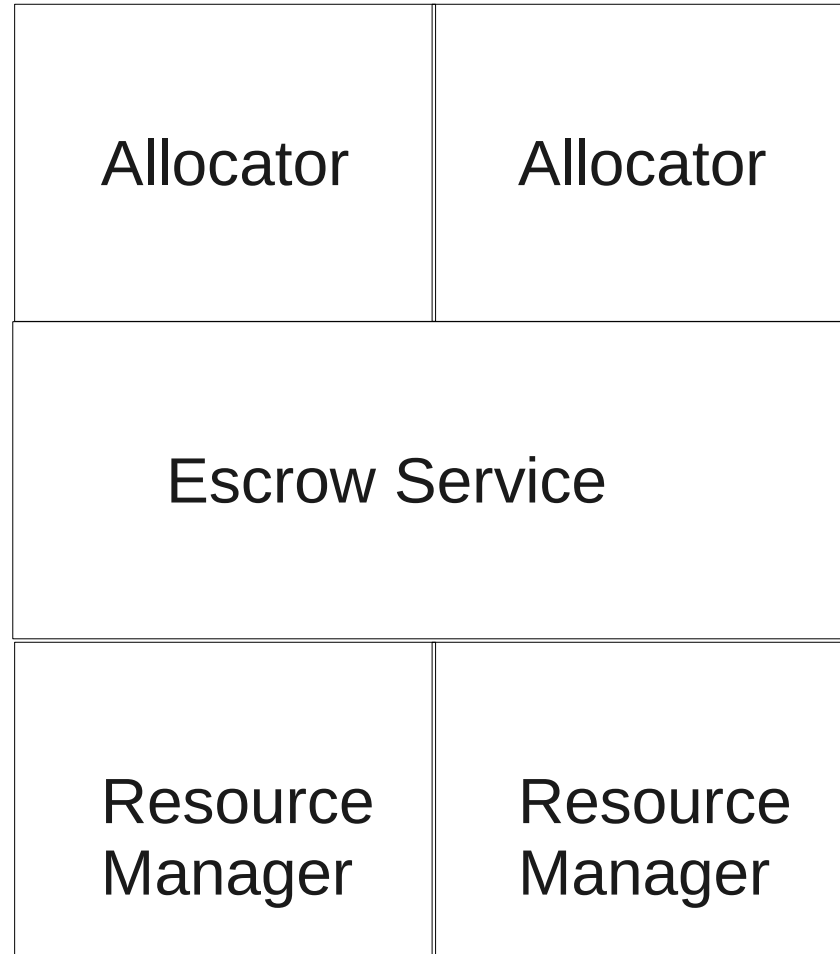 Allocator
Allocator
Escrow Service
Resource
Manager
Resource
Manager